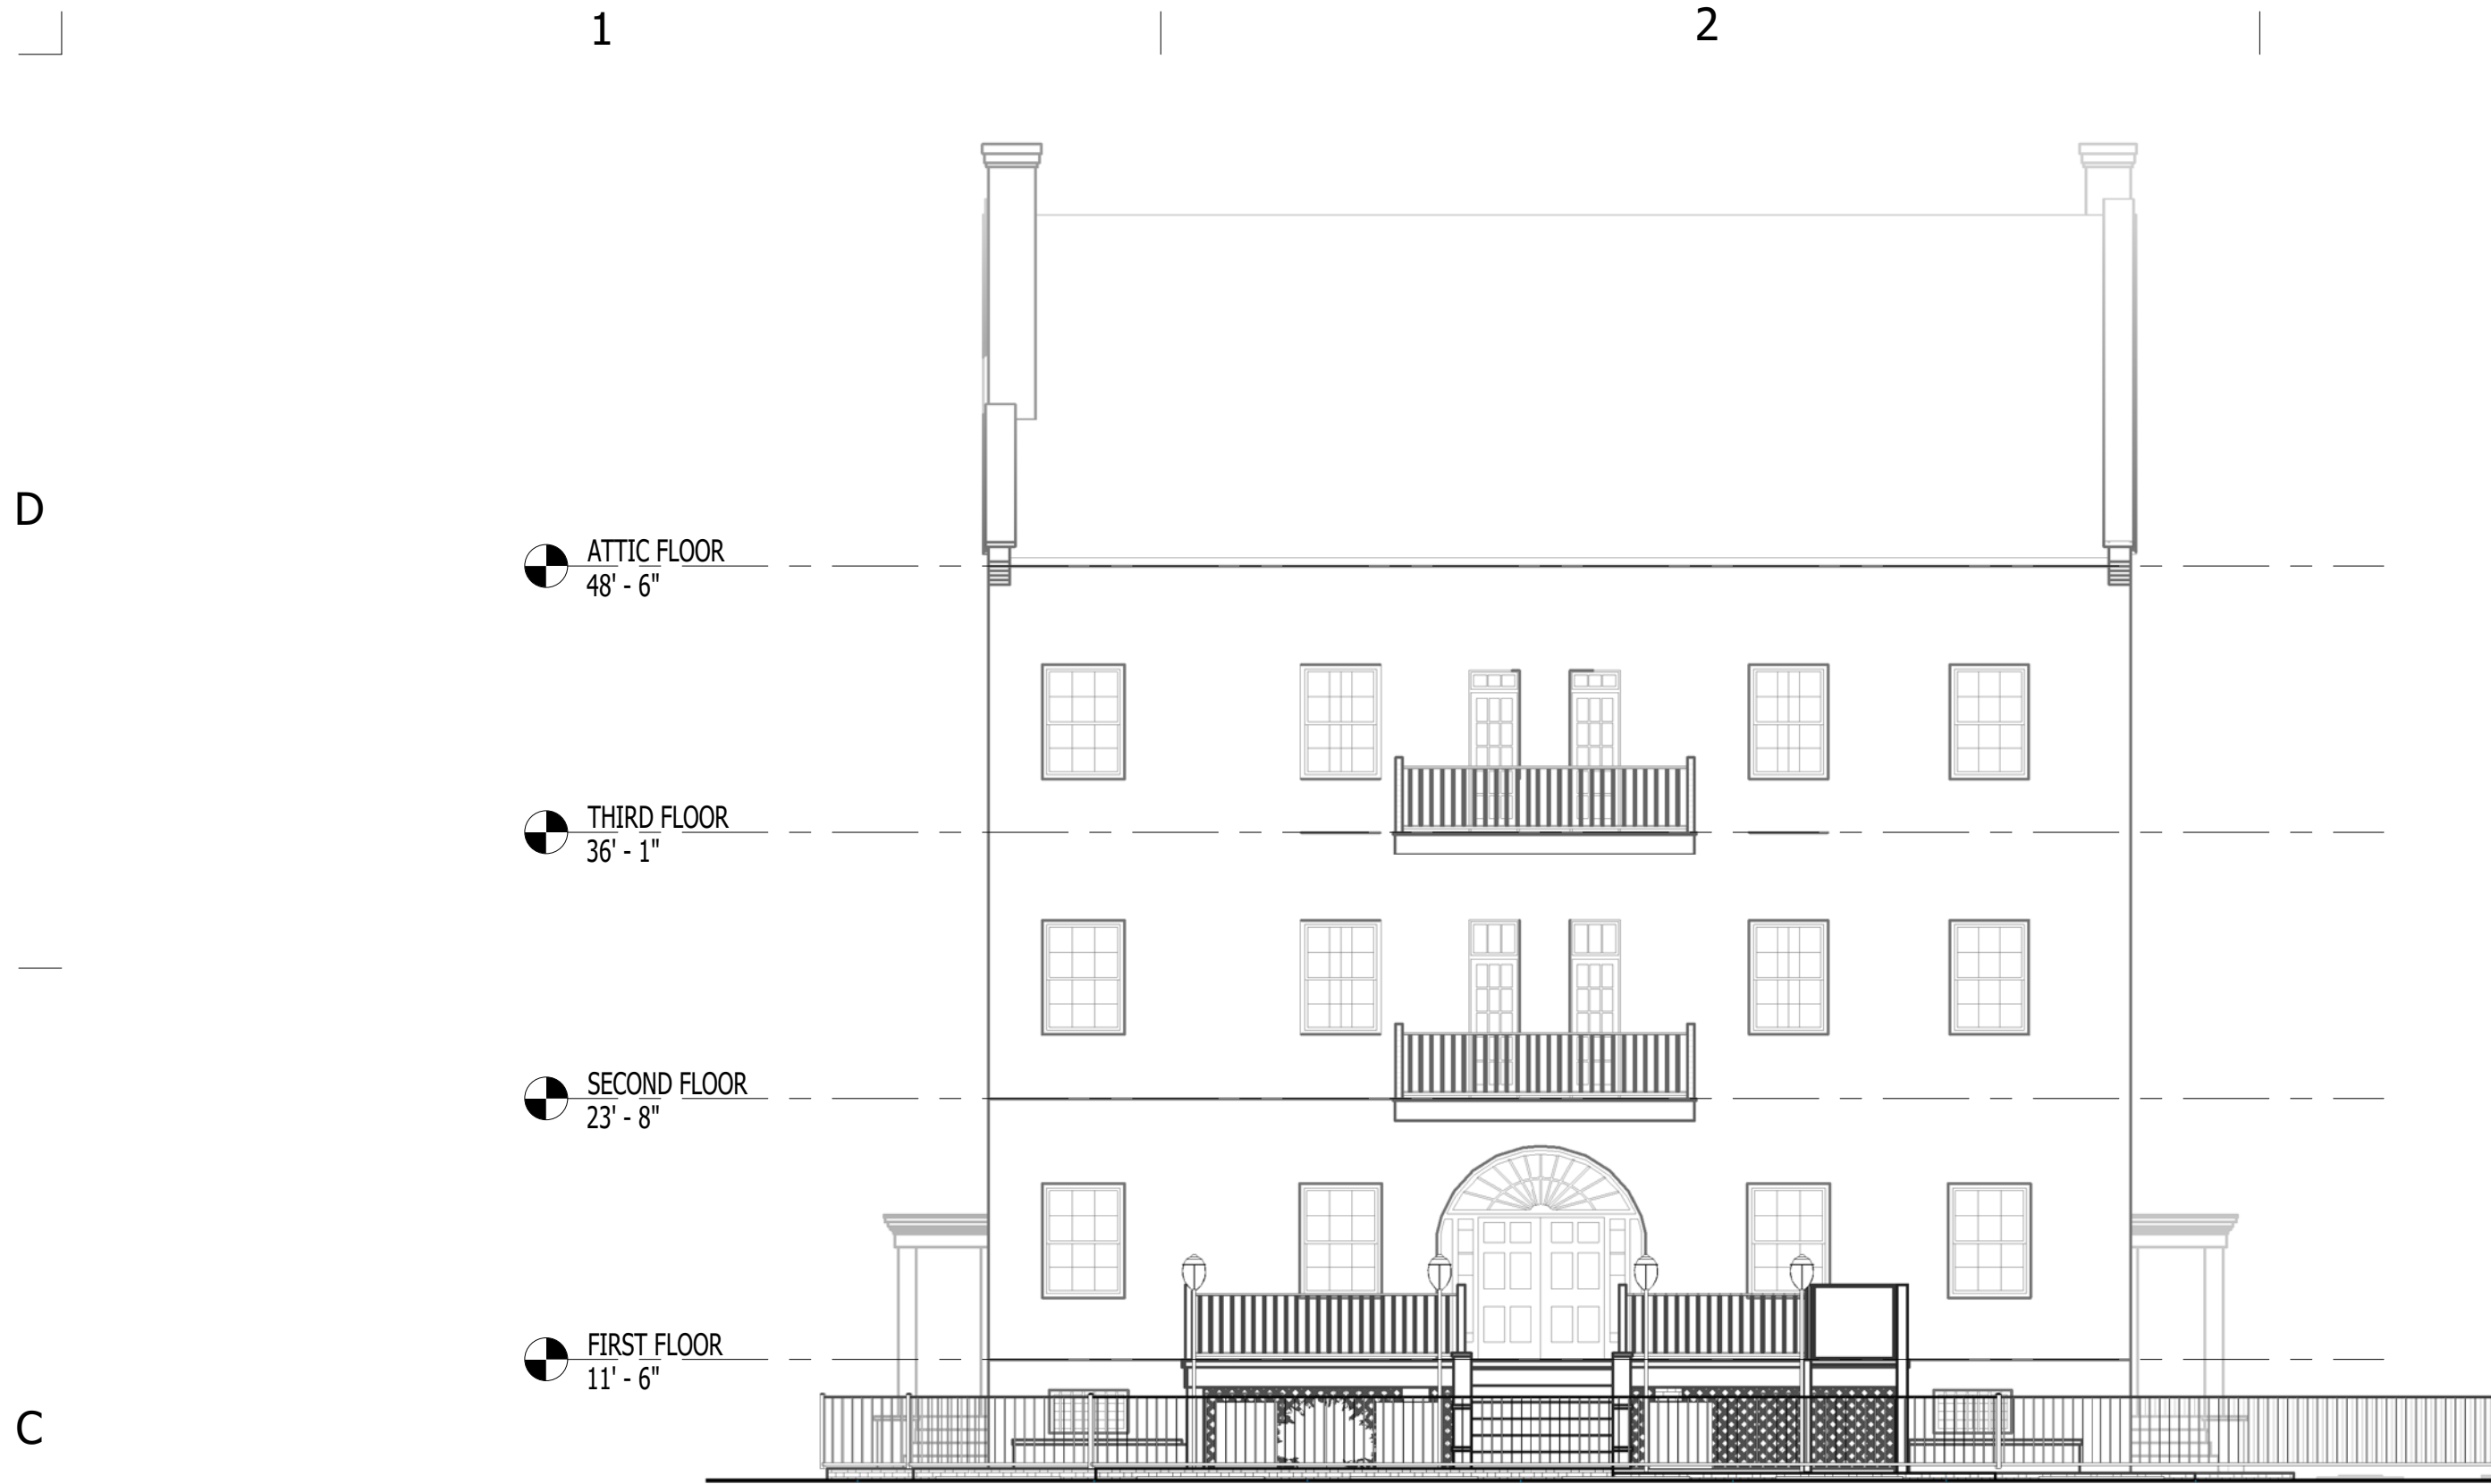 1
2
D
ATTIC FLOOR
48' - 6"
THIRD FLOOR
36' - 1"
SECOND FLOOR
23' - 8"
FIRST FLOOR
11' - 6"
C